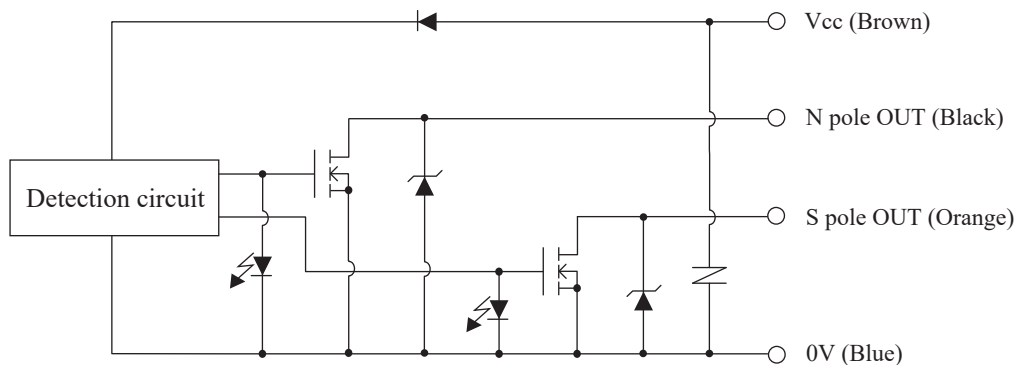 Vcc (Brown)
N pole OUT (Black)
Detection circuit
S pole OUT (Orange)
0V (Blue)